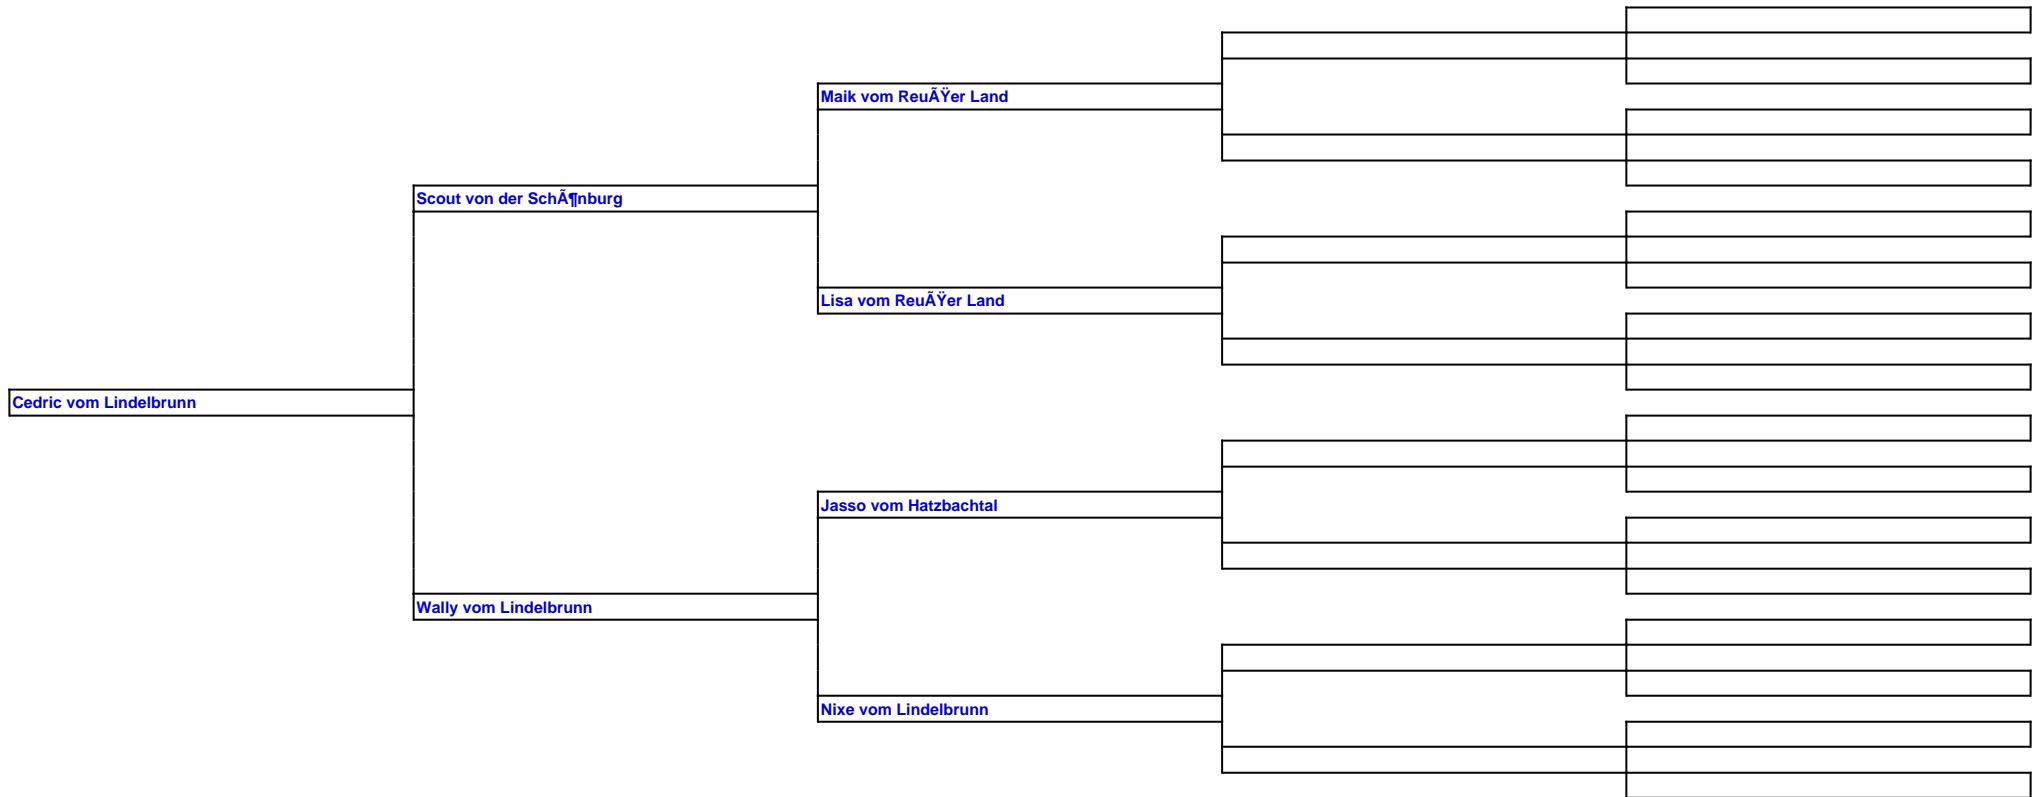 Maik vom ReuÃŸer Land
Scout von der SchÃ¶nburg
Lisa vom ReuÃŸer Land
Cedric vom Lindelbrunn
Jasso vom Hatzbachtal
Wally vom Lindelbrunn
Nixe vom Lindelbrunn